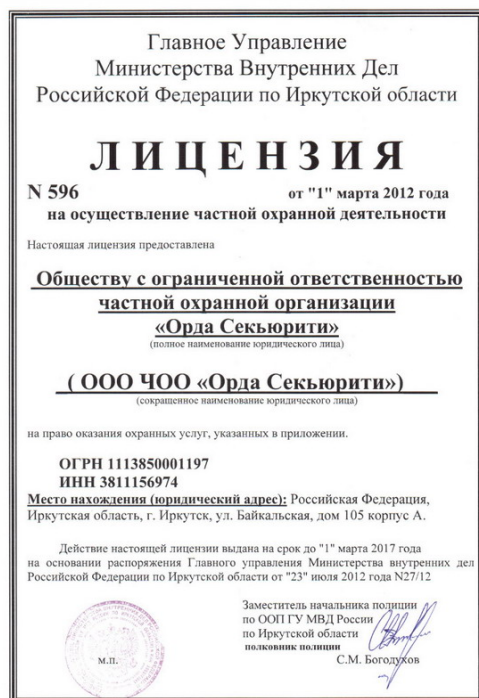 Главное Управление
Министерства Внутренних Дел
Российской Федерации по Иркутской области
ЛИЦЕНЗИЯ
N 596 от "1" марта 2012 года
на осуществление частной охранной деятельности
Настоящая лицензия предоставлена
Обществу с ограниченной ответственностью
частной охранной организации
«Орда Секьюрити»
(полное наименование юридического лица)
( ООО ЧОО «Орда Секьюрити»)
(сокращенное наименование юридического лица)
на право оказания охранных услуг, указанных в приложении.
ОГРН 1113850001197
ИНН 3811156974
Место нахождения (юридический адрес): Российская Федерация,
Иркутская область, г. Иркутск, ул. Байкальская, дом 105 корпус А.
Действие настоящей лицензии выдана на срок до "1" марта 2017 года
на основании распоряжения Главного управления Министерства внутренних дел
Российской Федерации по Иркутской области от "23" июля 2012 года N27/12
Заместитель начальника полиции
по ООП ГУ МВД России
по Иркутской области
полковник полиции
м.п. С.М. Богодухов